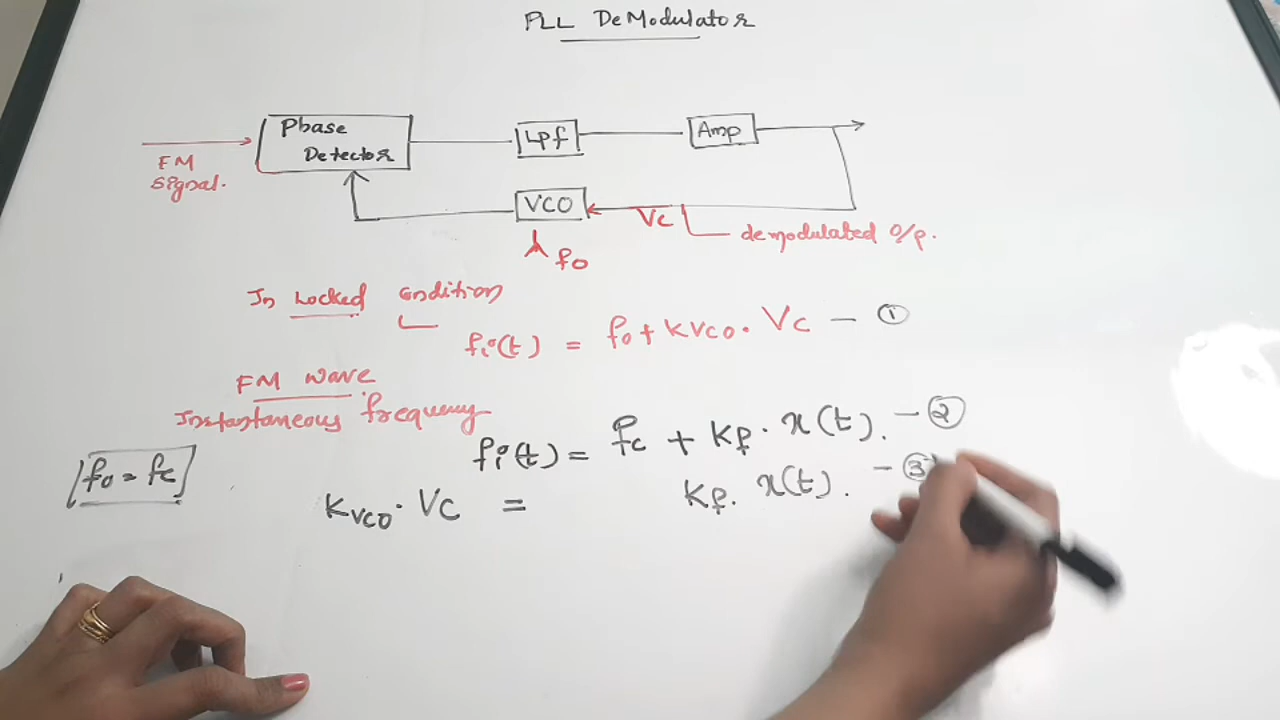 PLL DeModulator
Phase Detector
Lpf
Amp
FM signal.
VCO
Vc
demodulated o/p.
fo
In Locked Condition
fi(t) = fo + KVCO. Vc - ①
FM wave
Instantaneous frequency
fi(t) = fc + Kf. x(t). - ②
fo = fc
KVCO. Vc = Kf. x(t). - ③